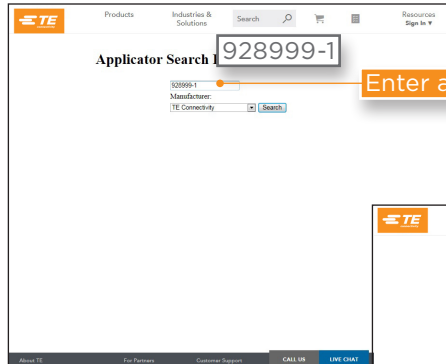 TE
Products
Industries &
Solutions
Search
Resources
Sign In ▼
Applicator Search
928999-1
Enter a
928999-1
Manufacturer:
TE Connectivity
Search
TE
About TE
For Partners
Customer Support
CALL US
LIVE CHAT